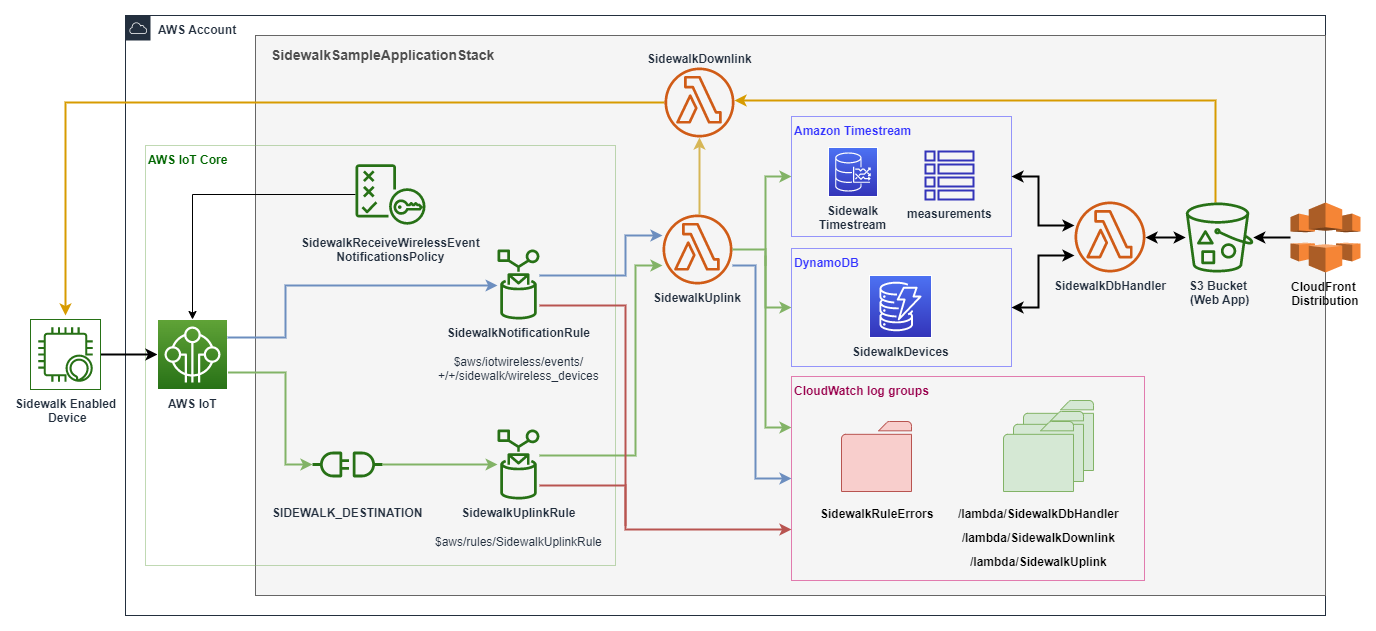 AWS Account
SidewalkSampleApplicationStack
SidewalkDownlink
Amazon Timestream
AWS IoT Core
Sidewalk
Timestream
measurements
SidewalkReceiveWirelessEvent
NotificationsPolicy
DynamoDB
SidewalkUplink
SidewalkDbHandler
S3 Bucket
(Web App)
CloudFront
Distribution
SidewalkNotificationRule
$aws/iotwireless/events/
+/+/sidewalk/wireless_devices
SidewalkDevices
Sidewalk Enabled
Device
AWS IoT
CloudWatch log groups
SIDEWALK_DESTINATION
SidewalkUplinkRule
$aws/rules/SidewalkUplinkRule
SidewalkRuleErrors
/lambda/SidewalkDbHandler
/lambda/SidewalkDownlink
/lambda/SidewalkUplink